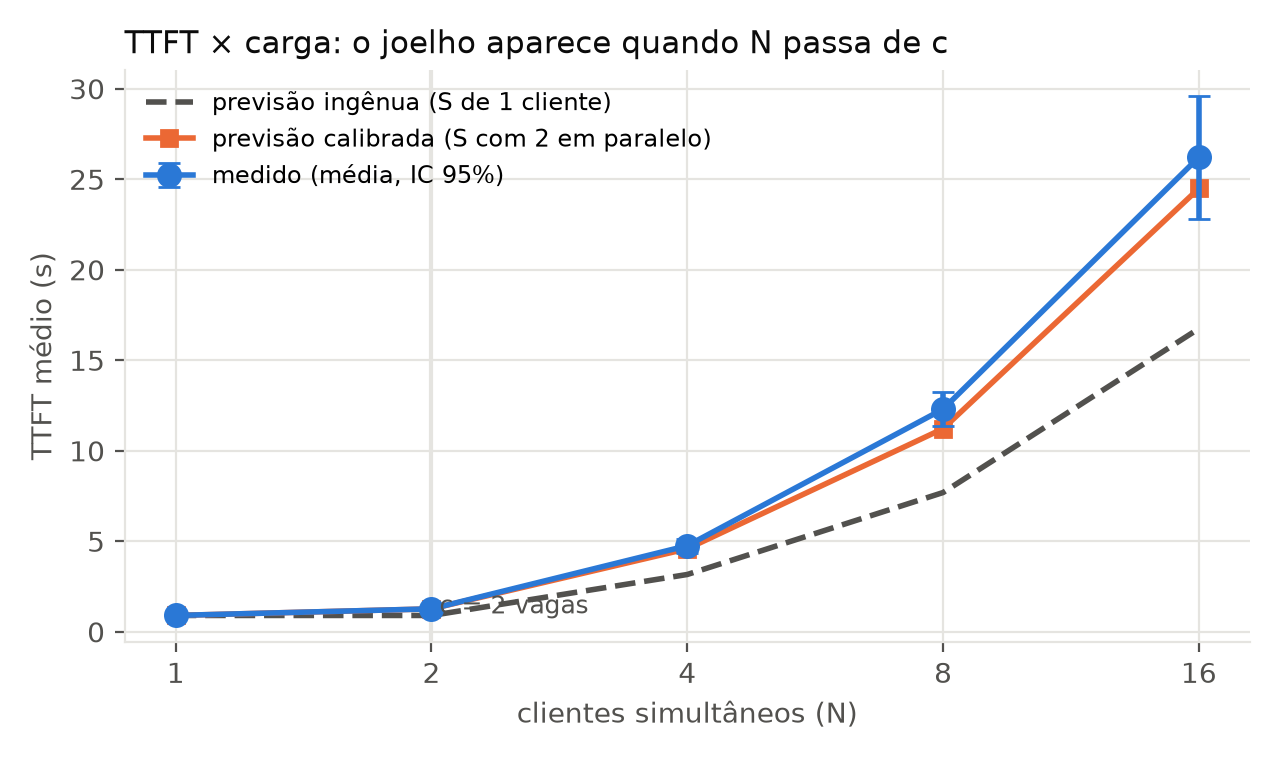 TTFT × carga: o joelho aparece quando N passa de c
previsão ingênua (S de 1 cliente)
previsão calibrada (S com 2 em paralelo)
medido (média, IC 95%)
TTFT médio (s)
30
25
20
15
10
5
0
c = 2 vagas
1 2 4 8 16
clientes simultâneos (N)